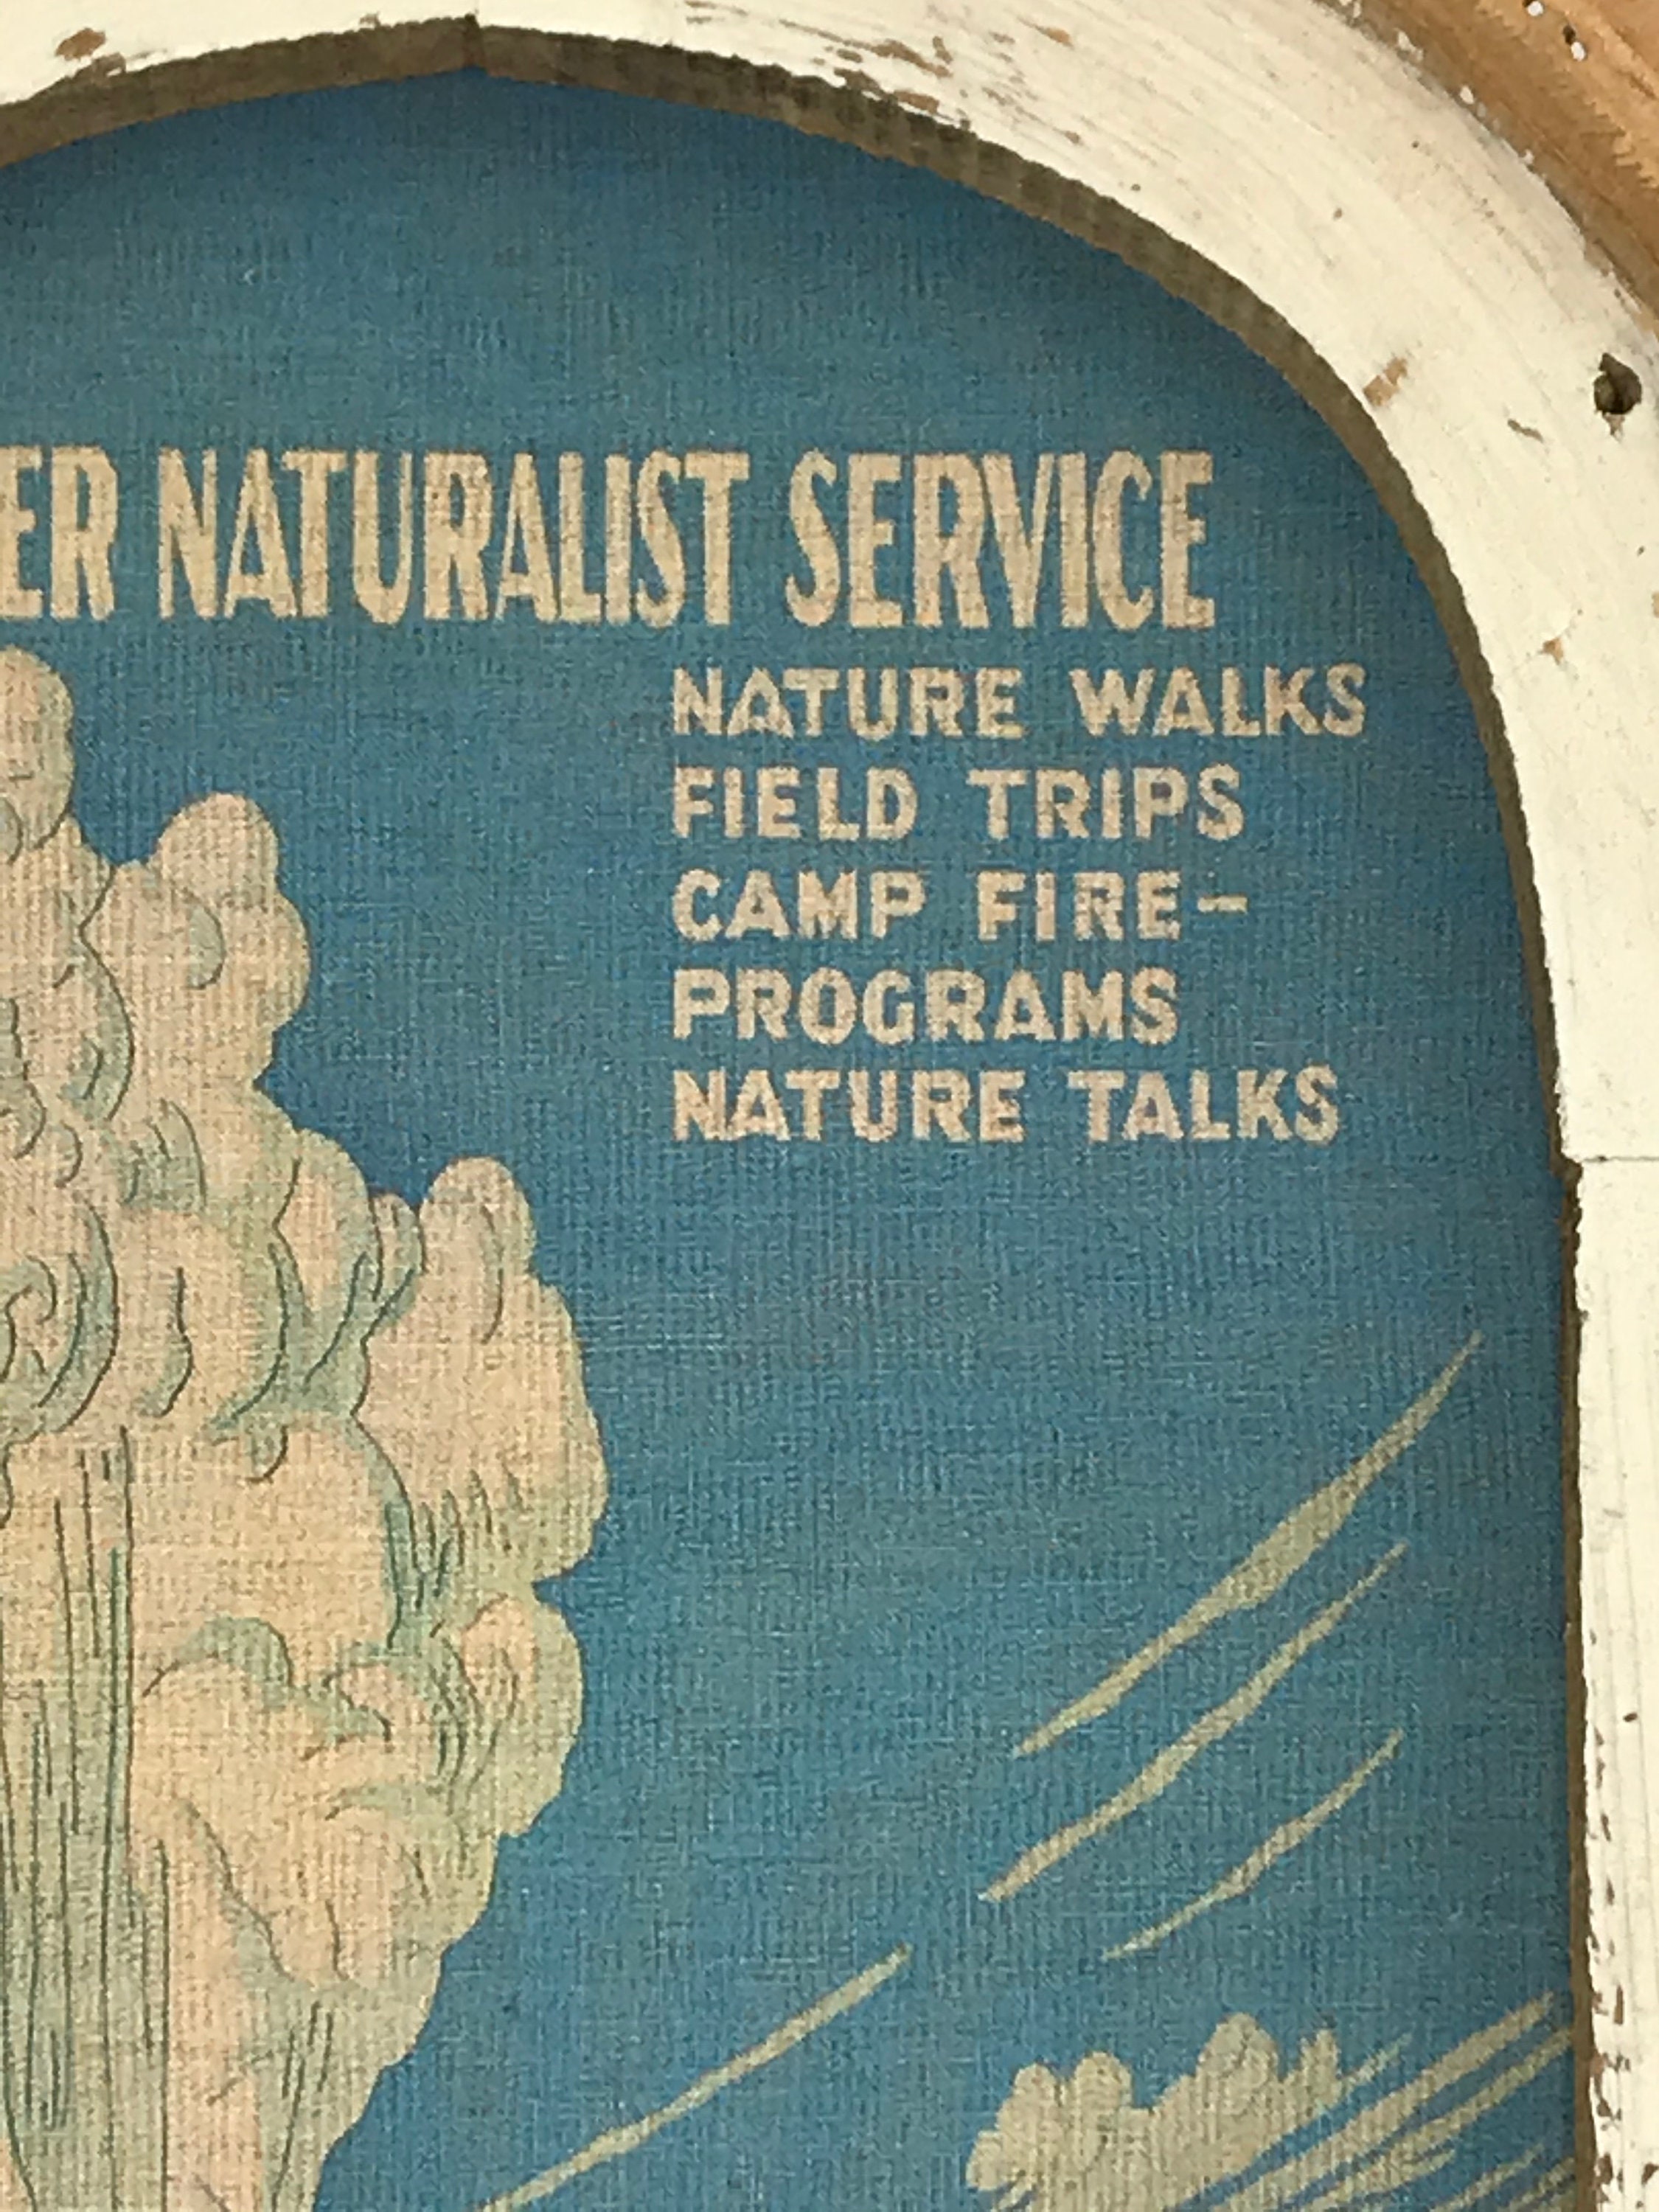 ER NATURALIST SERVICE
NATURE WALKS
FIELD TRIPS
CAMP FIRE–
PROGRAMS
NATURE TALKS